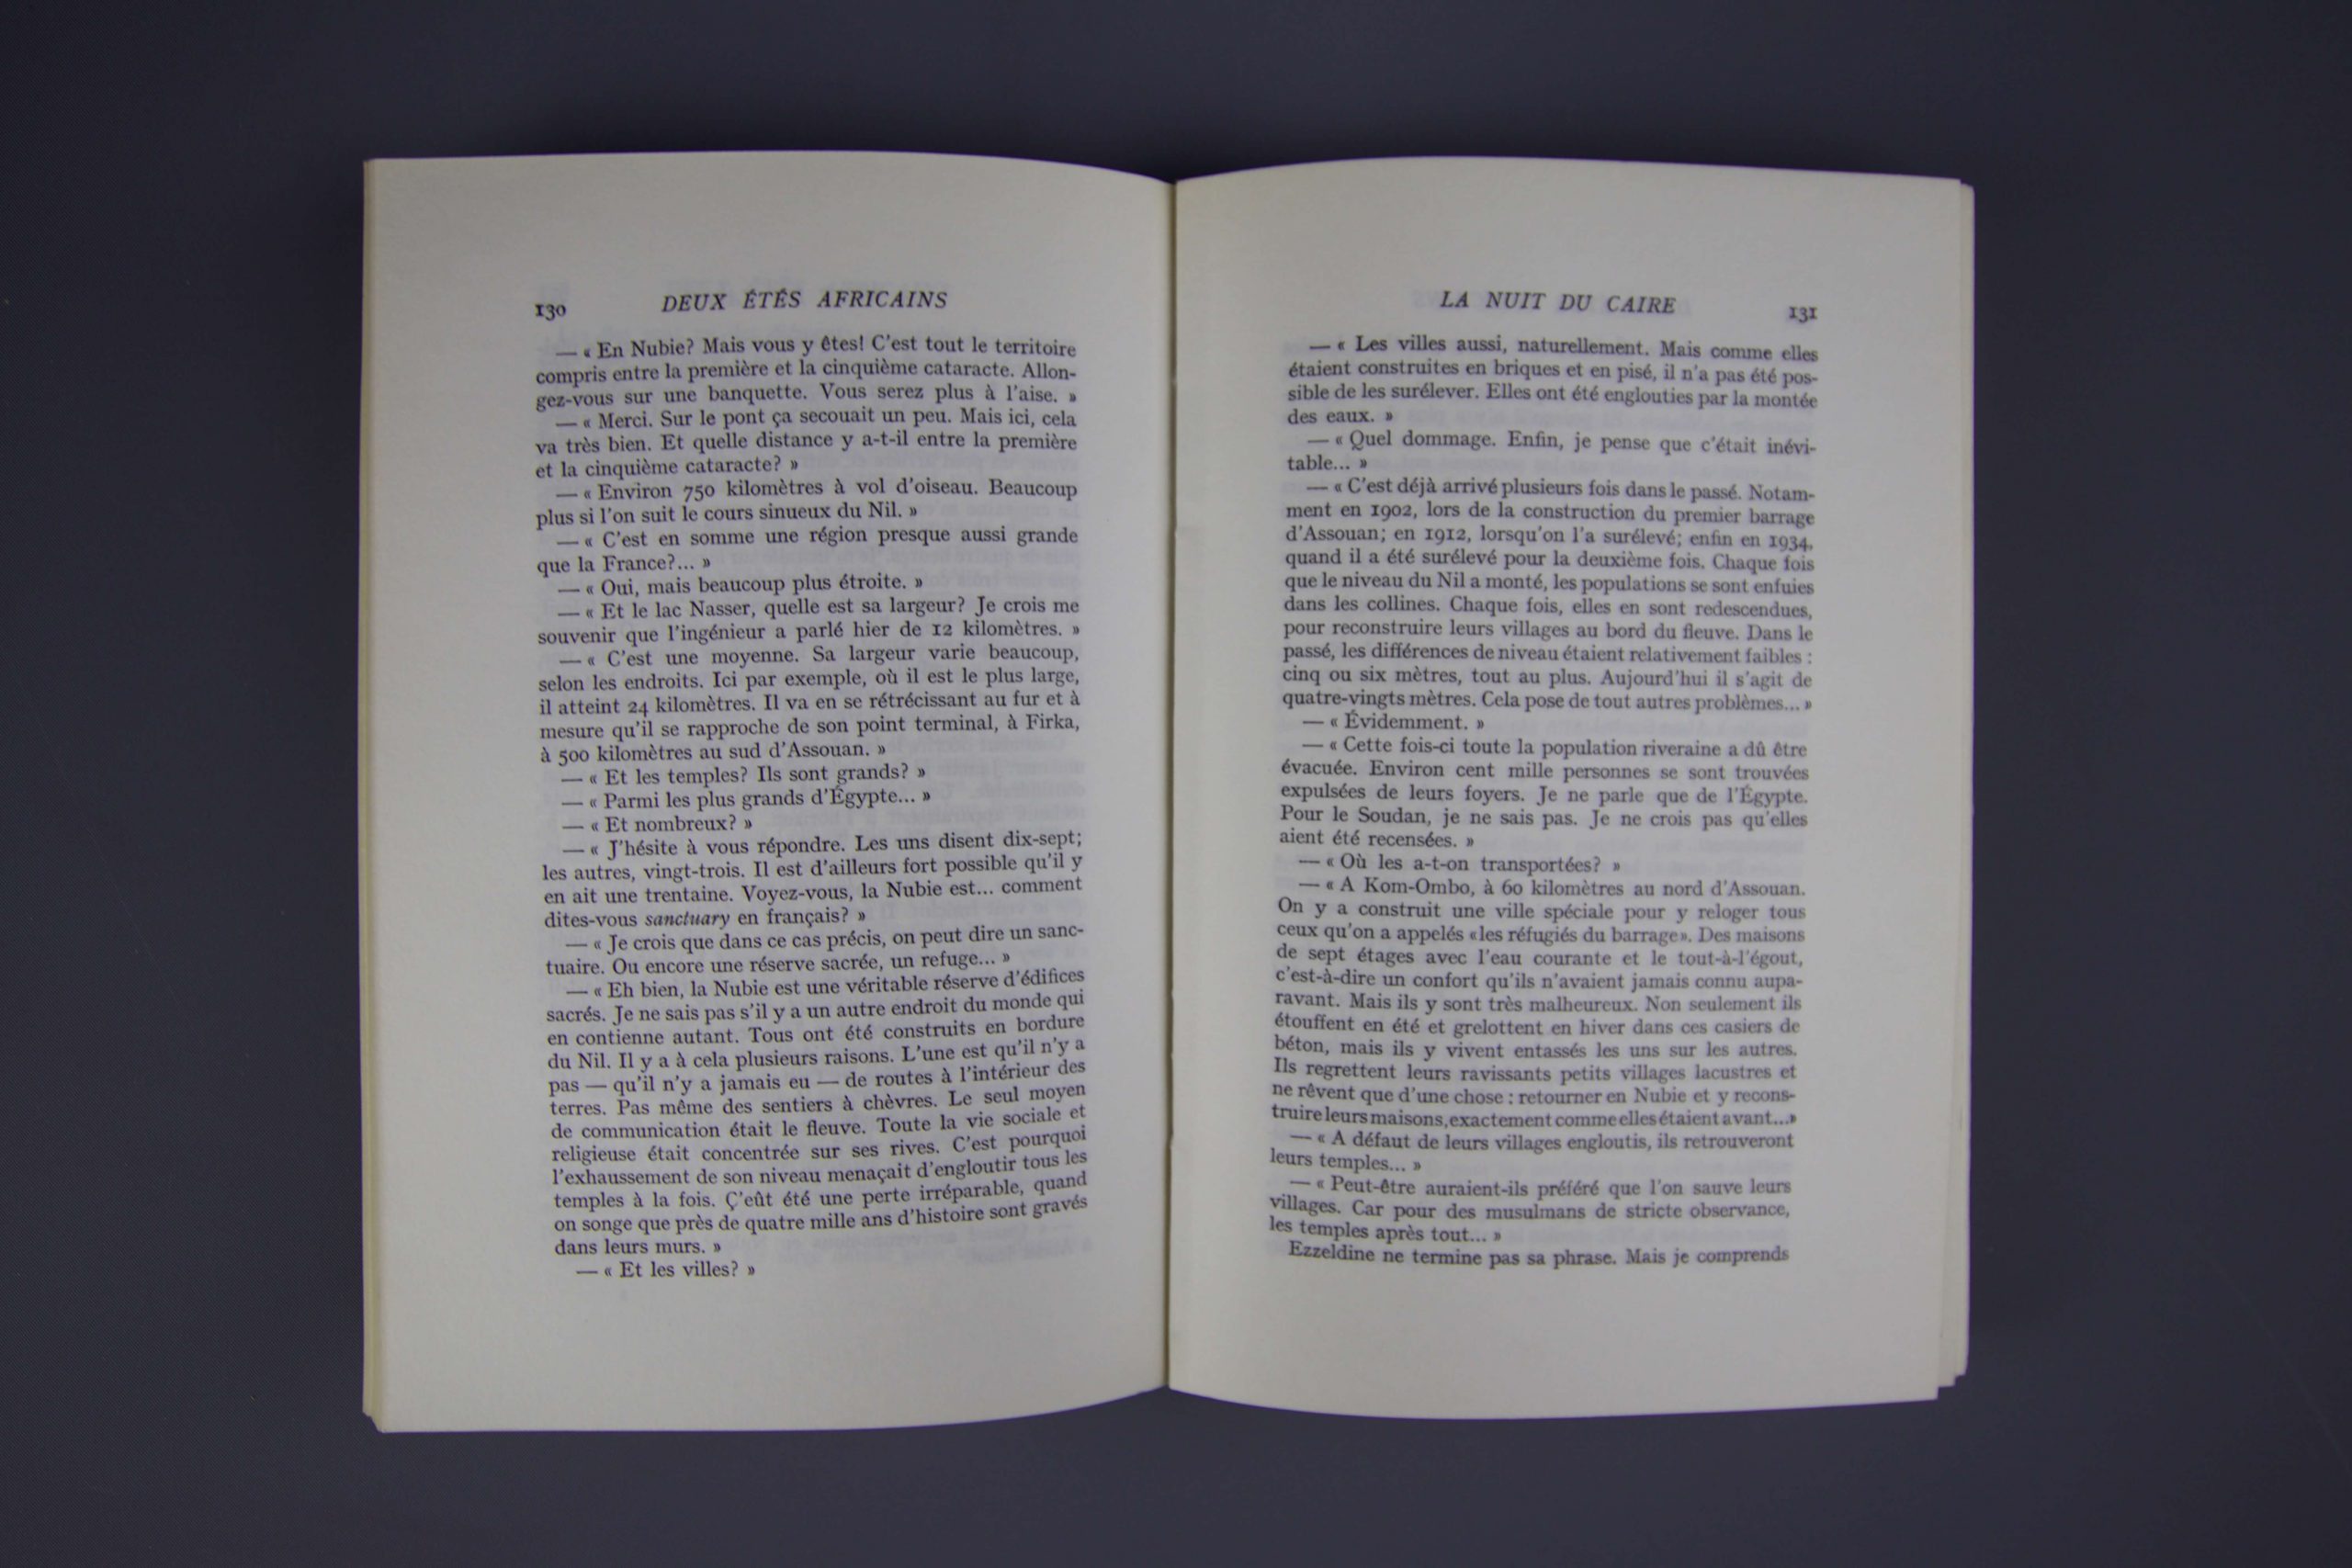 130 DEUX ÉTÉS AFRICAINS
— « En Nubie? Mais vous y êtes! C'est tout le territoire
compris entre la première et la cinquième cataracte. Allon-
gez-vous sur une banquette. Vous serez plus à l'aise. »
— « Merci. Sur le pont ça secouait un peu. Mais ici, cela
va très bien. Et quelle distance y a-t-il entre la première
et la cinquième cataracte? »
— « Environ 750 kilomètres à vol d'oiseau. Beaucoup
plus si l'on suit le cours sinueux du Nil. »
— « C'est en somme une région presque aussi grande
que la France?... »
— « Oui, mais beaucoup plus étroite. »
— « Et le lac Nasser, quelle est sa largeur? Je crois me
souvenir que l'ingénieur a parlé hier de 12 kilomètres. »
— « C'est une moyenne. Sa largeur varie beaucoup,
selon les endroits. Ici par exemple, où il est le plus large,
il atteint 24 kilomètres. Il va en se rétrécissant au fur et à
mesure qu'il se rapproche de son point terminal, à Firka,
à 500 kilomètres au sud d'Assouan. »
— « Et les temples? Ils sont grands? »
— « Parmi les plus grands d'Égypte... »
— « Et nombreux? »
— « J'hésite à vous répondre. Les uns disent dix-sept;
les autres, vingt-trois. Il est d'ailleurs fort possible qu'il y
en ait une trentaine. Voyez-vous, la Nubie est... comment
dites-vous sanctuary en français? »
— « Je crois que dans ce cas précis, on peut dire un sanc-
tuaire. Ou encore une réserve sacrée, un refuge... »
— « Eh bien, la Nubie est une véritable réserve d'édifices
sacrés. Je ne sais pas s'il y a un autre endroit du monde qui
en contienne autant. Tous ont été construits en bordure
du Nil. Il y a à cela plusieurs raisons. L'une est qu'il n'y a
pas — qu'il n'y a jamais eu — de routes à l'intérieur des
terres. Pas même des sentiers à chèvres. Le seul moyen
de communication était le fleuve. Toute la vie sociale et
religieuse était concentrée sur ses rives. C'est pourquoi
l'exhaussement de son niveau menaçait d'engloutir tous les
temples à la fois. Ç'eût été une perte irréparable, quand
on songe que près de quatre mille ans d'histoire sont gravés
dans leurs murs. »
— « Et les villes? »
LA NUIT DU CAIRE 131
— « Les villes aussi, naturellement. Mais comme elles
étaient construites en briques et en pisé, il n'a pas été pos-
sible de les surélever. Elles ont été englouties par la montée
des eaux. »
— « Quel dommage. Enfin, je pense que c'était inévi-
table... »
— « C'est déjà arrivé plusieurs fois dans le passé. Notam-
ment en 1902, lors de la construction du premier barrage
d'Assouan; en 1912, lorsqu'on l'a surélevé; enfin en 1934,
quand il a été surélevé pour la deuxième fois. Chaque fois
que le niveau du Nil a monté, les populations se sont enfuies
dans les collines. Chaque fois, elles en sont redescendues,
pour reconstruire leurs villages au bord du fleuve. Dans le
passé, les différences de niveau étaient relativement faibles :
cinq ou six mètres, tout au plus. Aujourd'hui il s'agit de
quatre-vingts mètres. Cela pose de tout autres problèmes... »
— « Évidemment. »
— « Cette fois-ci toute la population riveraine a dû être
évacuée. Environ cent mille personnes se sont trouvées
expulsées de leurs foyers. Je ne parle que de l'Égypte.
Pour le Soudan, je ne sais pas. Je ne crois pas qu'elles
aient été recensées. »
— « Où les a-t-on transportées? »
— « A Kom-Ombo, à 60 kilomètres au nord d'Assouan.
On y a construit une ville spéciale pour y reloger tous
ceux qu'on a appelés «les réfugiés du barrage». Des maisons
de sept étages avec l'eau courante et le tout-à-l'égout,
c'est-à-dire un confort qu'ils n'avaient jamais connu aupa-
ravant. Mais ils y sont très malheureux. Non seulement ils
étouffent en été et grelottent en hiver dans ces casiers de
béton, mais ils y vivent entassés les uns sur les autres.
Ils regrettent leurs ravissants petits villages lacustres et
ne rêvent que d'une chose : retourner en Nubie et y recons-
truire leurs maisons, exactement comme elles étaient avant...»
— « A défaut de leurs villages engloutis, ils retrouveront
leurs temples... »
— « Peut-être auraient-ils préféré que l'on sauve leurs
villages. Car pour des musulmans de stricte observance,
les temples après tout... »
Ezzeldine ne termine pas sa phrase. Mais je comprends